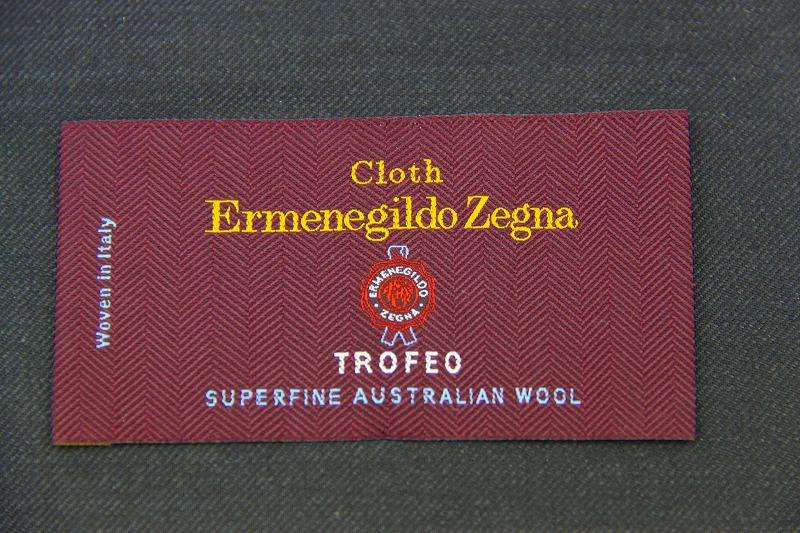 Cloth
Ermenegildo Zegna
ERMENEGILDO
ZEGNA
TROFEO
SUPERFINE AUSTRALIAN WOOL
Woven in Italy